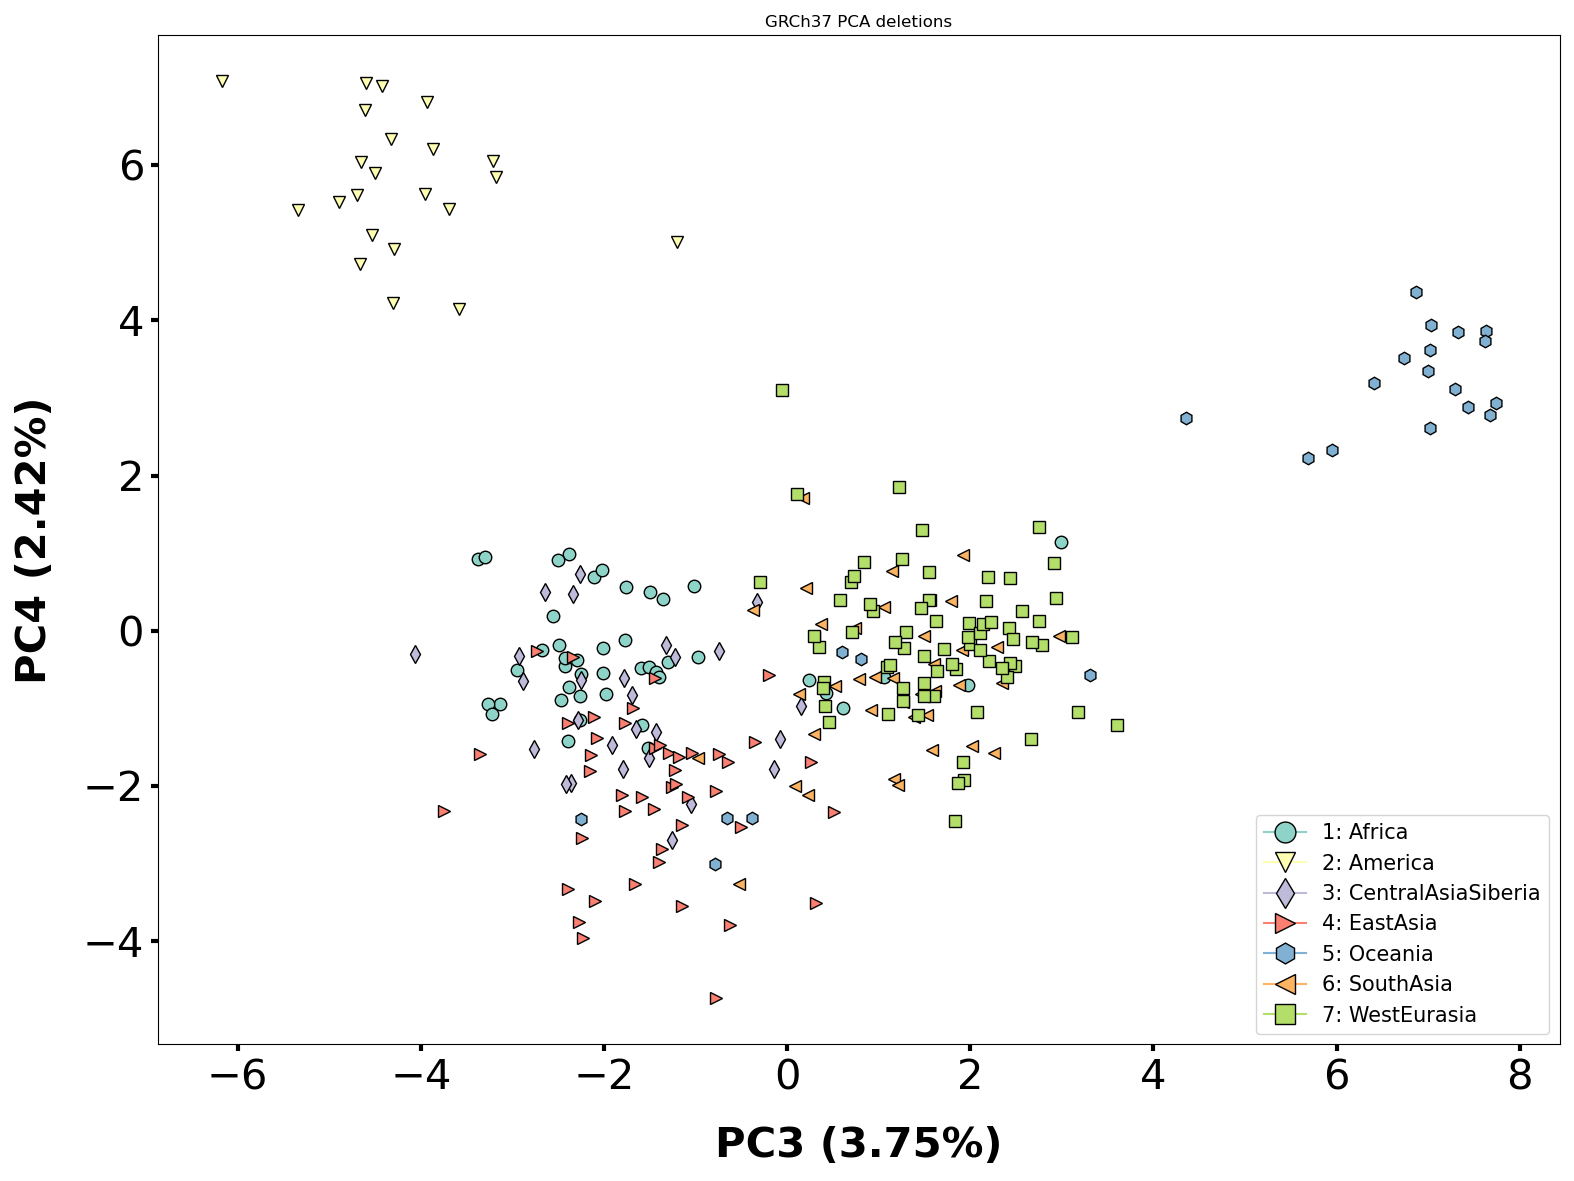 GRCh37 PCA deletions
PC4 (2.42%)
6
4
2
0
−2
−4
−6
−4
−2
0
2
4
6
8
PC3 (3.75%)
1: Africa
2: America
3: CentralAsiaSiberia
4: EastAsia
5: Oceania
6: SouthAsia
7: WestEurasia